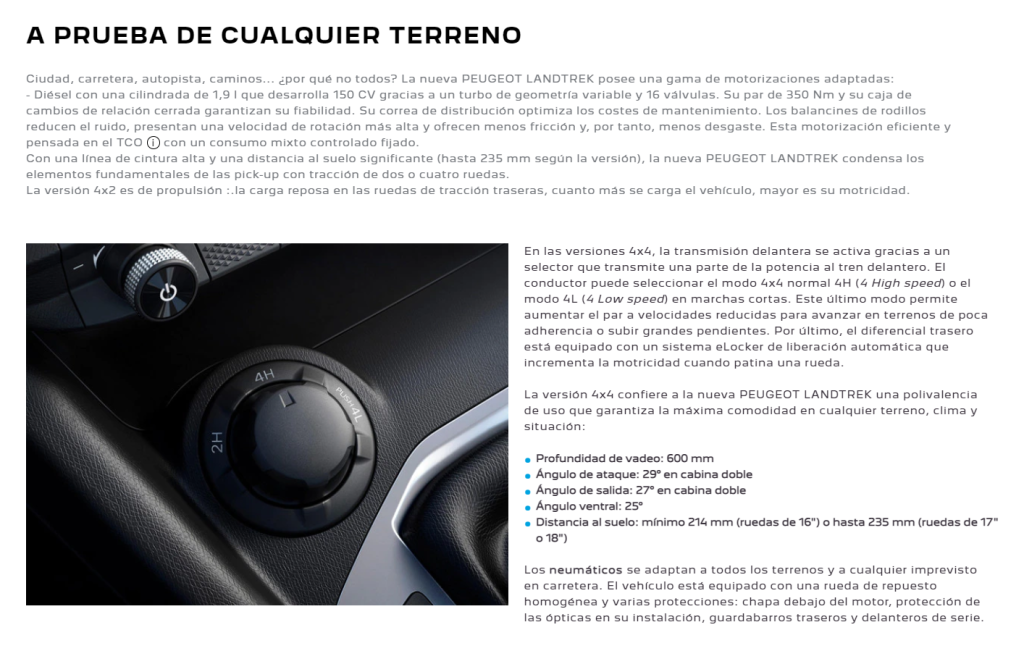 A PRUEBA DE CUALQUIER TERRENO
Ciudad, carretera, autopista, caminos... ¿por qué no todos? La nueva PEUGEOT LANDTREK posee una gama de motorizaciones adaptadas:
- Diésel con una cilindrada de 1,9 l que desarrolla 150 CV gracias a un turbo de geometría variable y 16 válvulas. Su par de 350 Nm y su caja de
cambios de relación cerrada garantizan su fiabilidad. Su correa de distribución optimiza los costes de mantenimiento. Los balancines de rodillos
reducen el ruido, presentan una velocidad de rotación más alta y ofrecen menos fricción y, por tanto, menos desgaste. Esta motorización eficiente y
pensada en el TCO ⓘ con un consumo mixto controlado fijado.
Con una línea de cintura alta y una distancia al suelo significante (hasta 235 mm según la versión), la nueva PEUGEOT LANDTREK condensa los
elementos fundamentales de las pick-up con tracción de dos o cuatro ruedas.
La versión 4x2 es de propulsión :.la carga reposa en las ruedas de tracción traseras, cuanto más se carga el vehículo, mayor es su motricidad.
2H
4H
PUSH 4L
En las versiones 4x4, la transmisión delantera se activa gracias a un
selector que transmite una parte de la potencia al tren delantero. El
conductor puede seleccionar el modo 4x4 normal 4H (4 High speed) o el
modo 4L (4 Low speed) en marchas cortas. Este último modo permite
aumentar el par a velocidades reducidas para avanzar en terrenos de poca
adherencia o subir grandes pendientes. Por último, el diferencial trasero
está equipado con un sistema eLocker de liberación automática que
incrementa la motricidad cuando patina una rueda.
La versión 4x4 confiere a la nueva PEUGEOT LANDTREK una polivalencia
de uso que garantiza la máxima comodidad en cualquier terreno, clima y
situación:
• Profundidad de vadeo: 600 mm
• Ángulo de ataque: 29° en cabina doble
• Ángulo de salida: 27° en cabina doble
• Ángulo ventral: 25°
• Distancia al suelo: mínimo 214 mm (ruedas de 16") o hasta 235 mm (ruedas de 17"
o 18")
Los neumáticos se adaptan a todos los terrenos y a cualquier imprevisto
en carretera. El vehículo está equipado con una rueda de repuesto
homogénea y varias protecciones: chapa debajo del motor, protección de
las ópticas en su instalación, guardabarros traseros y delanteros de serie.